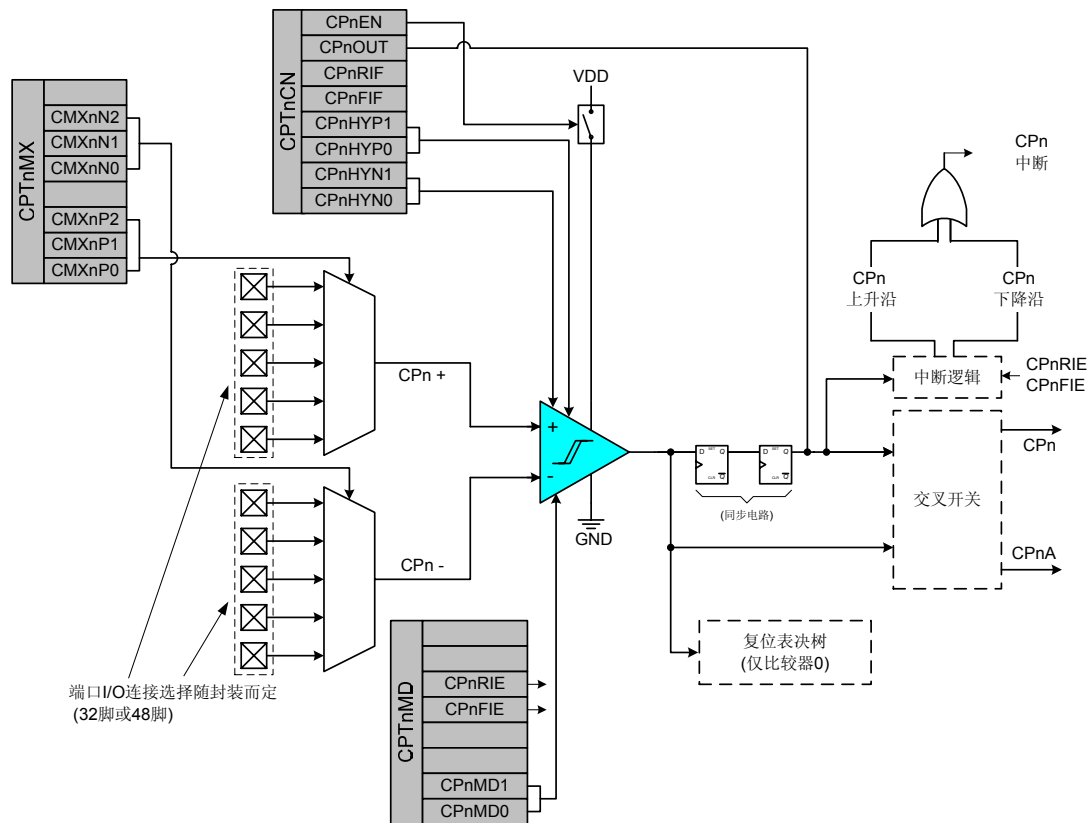 CPTnCN
CPnEN
CPnOUT
CPnRIF
CPnFIF
CPnHYP1
CPnHYP0
CPnHYN1
CPnHYN0
VDD
CPTnMX
CMXnN2
CMXnN1
CMXnN0
CMXnP2
CMXnP1
CMXnP0
CPn
中断
CPn
上升沿
CPn
下降沿
中断逻辑
CPnRIE
CPnFIE
CPn +
+
-
CPn -
GND
D SET Q
CLR Q
D SET Q
CLR Q
(同步电路)
交叉开关
CPn
CPnA
复位表决树
(仅比较器0)
端口I/O连接选择随封装而定
(32脚或48脚)
CPTnMD
CPnRIE
CPnFIE
CPnMD1
CPnMD0